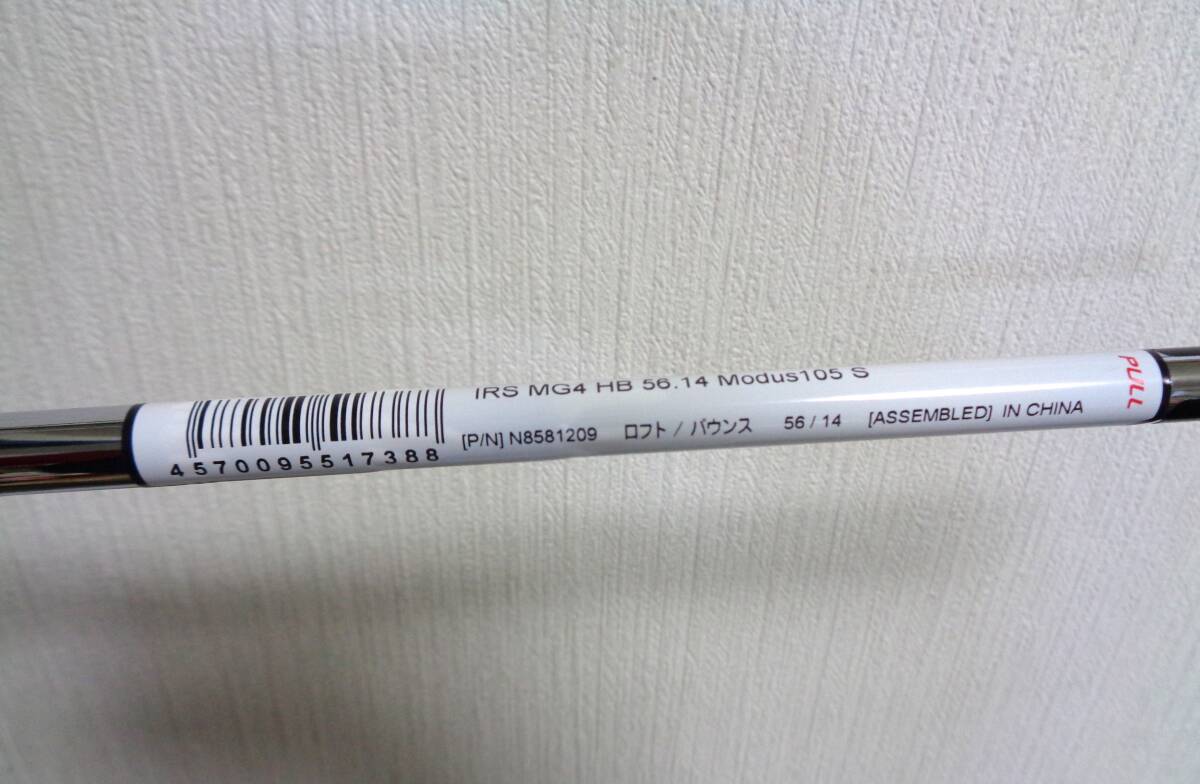 IRS MG4 HB 56.14 Modus105 S
4570095517388
[P/N] N8581209 ロフト / バウンス 56 / 14 [ASSEMBLED] IN CHINA
PULL